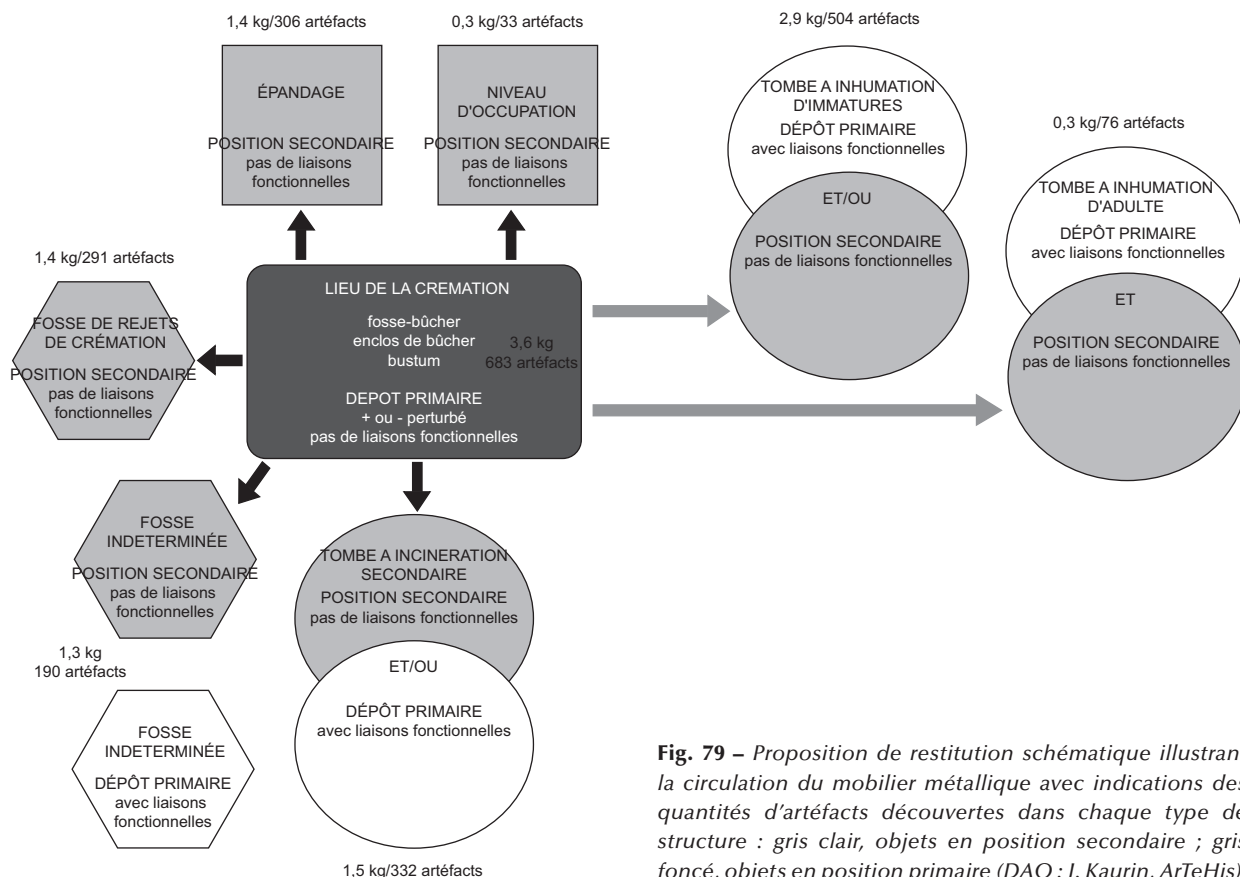 1,4 kg/306 artéfacts
ÉPANDAGE
POSITION SECONDAIRE
pas de liaisons
fonctionnelles
0,3 kg/33 artéfacts
NIVEAU
D'OCCUPATION
POSITION SECONDAIRE
pas de liaisons
fonctionnelles
2,9 kg/504 artéfacts
TOMBE A INHUMATION
D'IMMATURES
DÉPÔT PRIMAIRE
avec liaisons fonctionnelles
ET/OU
POSITION SECONDAIRE
pas de liaisons fonctionnelles
0,3 kg/76 artéfacts
TOMBE A INHUMATION
D'ADULTE
DÉPÔT PRIMAIRE
avec liaisons fonctionnelles
ET
POSITION SECONDAIRE
pas de liaisons fonctionnelles
1,4 kg/291 artéfacts
FOSSE DE REJETS
DE CRÉMATION
POSITION SECONDAIRE
pas de liaisons
fonctionnelles
LIEU DE LA CREMATION
fosse-bûcher
enclos de bûcher
bustum
3,6 kg
683 artéfacts
DEPOT PRIMAIRE
+ ou - perturbé
pas de liaisons fonctionnelles
FOSSE
INDETERMINÉE
POSITION SECONDAIRE
pas de liaisons
fonctionnelles
1,3 kg
190 artéfacts
FOSSE
INDETERMINÉE
DÉPÔT PRIMAIRE
avec liaisons
fonctionnelles
TOMBE A INCINERATION
SECONDAIRE
POSITION SECONDAIRE
pas de liaisons fonctionnelles
ET/OU
DÉPÔT PRIMAIRE
avec liaisons fonctionnelles
1,5 kg/332 artéfacts
Fig. 79 – Proposition de restitution schématique illustran
la circulation du mobilier métallique avec indications des
quantités d'artéfacts découvertes dans chaque type de
structure : gris clair, objets en position secondaire ; gris
foncé, objets en position primaire (DAO : J. Kaurin, ArTeHis)